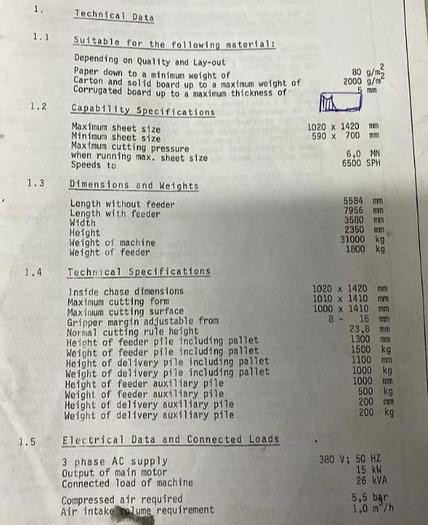 1. Technical Data
1.1 Suitable for the following material:
Depending on Quality and Lay-out
Paper down to a minimum weight of 80 g/m2
Carton and solid board up to a maximum weight of 2000 g/m2
Corrugated board up to a maximum thickness of 5 mm
1.2 Capability Specifications
Maximum sheet size 1020 x 1420 mm
Minimum sheet size 590 x 700 mm
Maximum cutting pressure
when running max. sheet size 6,0 MN
Speeds to 6500 SPH
1.3 Dimensions and Weights
Length without feeder 5584 mm
Length with feeder 7956 mm
Width 3580 mm
Height 2350 mm
Weight of machine 31000 kg
Weight of feeder 1800 kg
1.4 Technical Specifications
Inside chase dimensions 1020 x 1420 mm
Maximum cutting form 1010 x 1410 mm
Maximum cutting surface 1000 x 1410 mm
Gripper margin adjustable from 8 - 16 mm
Normal cutting rule height 23,8 mm
Height of feeder pile including pallet 1300 mm
Weight of feeder pile including pallet 1500 kg
Height of delivery pile including pallet 1100 mm
Weight of delivery pile including pallet 1000 kg
Height of feeder auxiliary pile 1000 mm
Weight of feeder auxiliary pile 500 kg
Height of delivery auxiliary pile 200 mm
Weight of delivery auxiliary pile 200 kg
1.5 Electrical Data and Connected Loads
3 phase AC supply 380 V; 50 HZ
Output of main motor 15 kW
Connected load of machine 26 kVA
Compressed air required 5,5 bar
Air intake volume requirement 1,0 m3/h